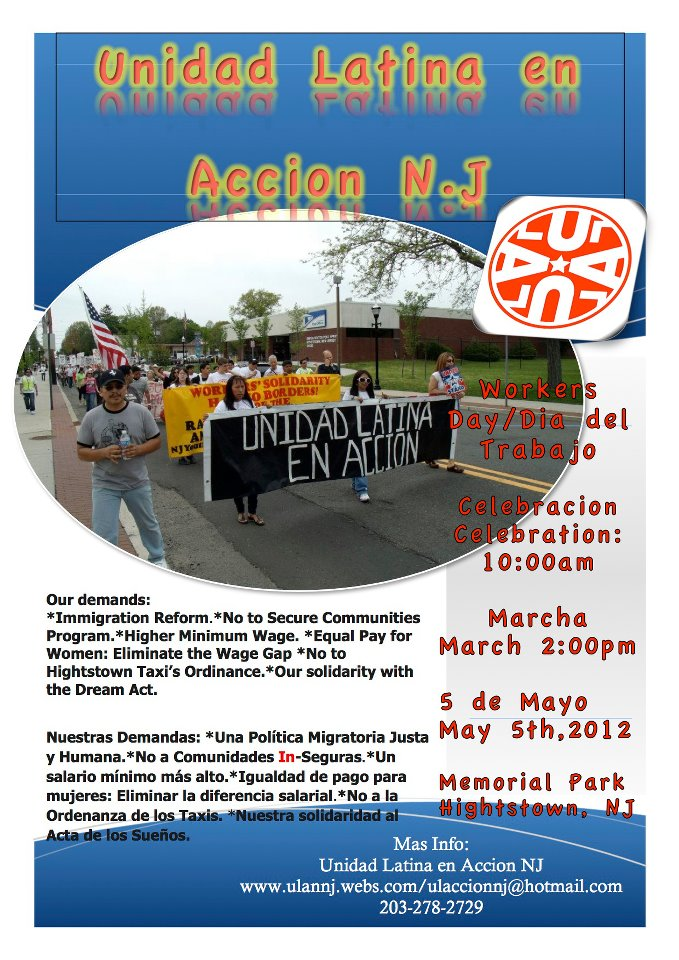 Unidad Latina en
Accion N.J
ULA
ULA
WORKERS' SOLIDARITY
UNIDAD LATINA
EN ACCIÓN
Workers
Day/Dia del
Trabajo
Celebracion
Celebration:
10:00am
Marcha
March 2:00pm
5 de Mayo
May 5th,2012
Memorial Park
Hightstown, NJ
Our demands:
*Immigration Reform.*No to Secure Communities
Program.*Higher Minimum Wage. *Equal Pay for
Women: Eliminate the Wage Gap *No to
Hightstown Taxi’s Ordinance.*Our solidarity with
the Dream Act.
Nuestras Demandas: *Una Política Migratoria Justa
y Humana.*No a Comunidades In-Seguras.*Un
salario mínimo más alto.*Igualdad de pago para
mujeres: Eliminar la diferencia salarial.*No a la
Ordenanza de los Taxis. *Nuestra solidaridad al
Acta de los Sueños.
Mas Info:
Unidad Latina en Accion NJ
www.ulannj.webs.com/ulaccionnj@hotmail.com
203-278-2729